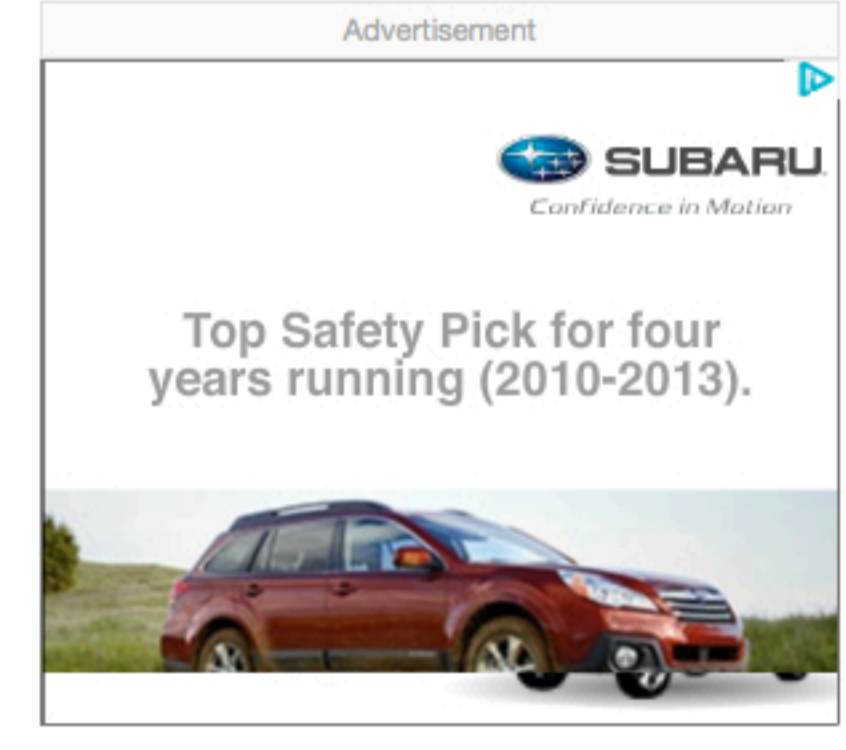 Advertisement
SUBARU
Confidence in Motion
Top Safety Pick for four
years running (2010-2013).